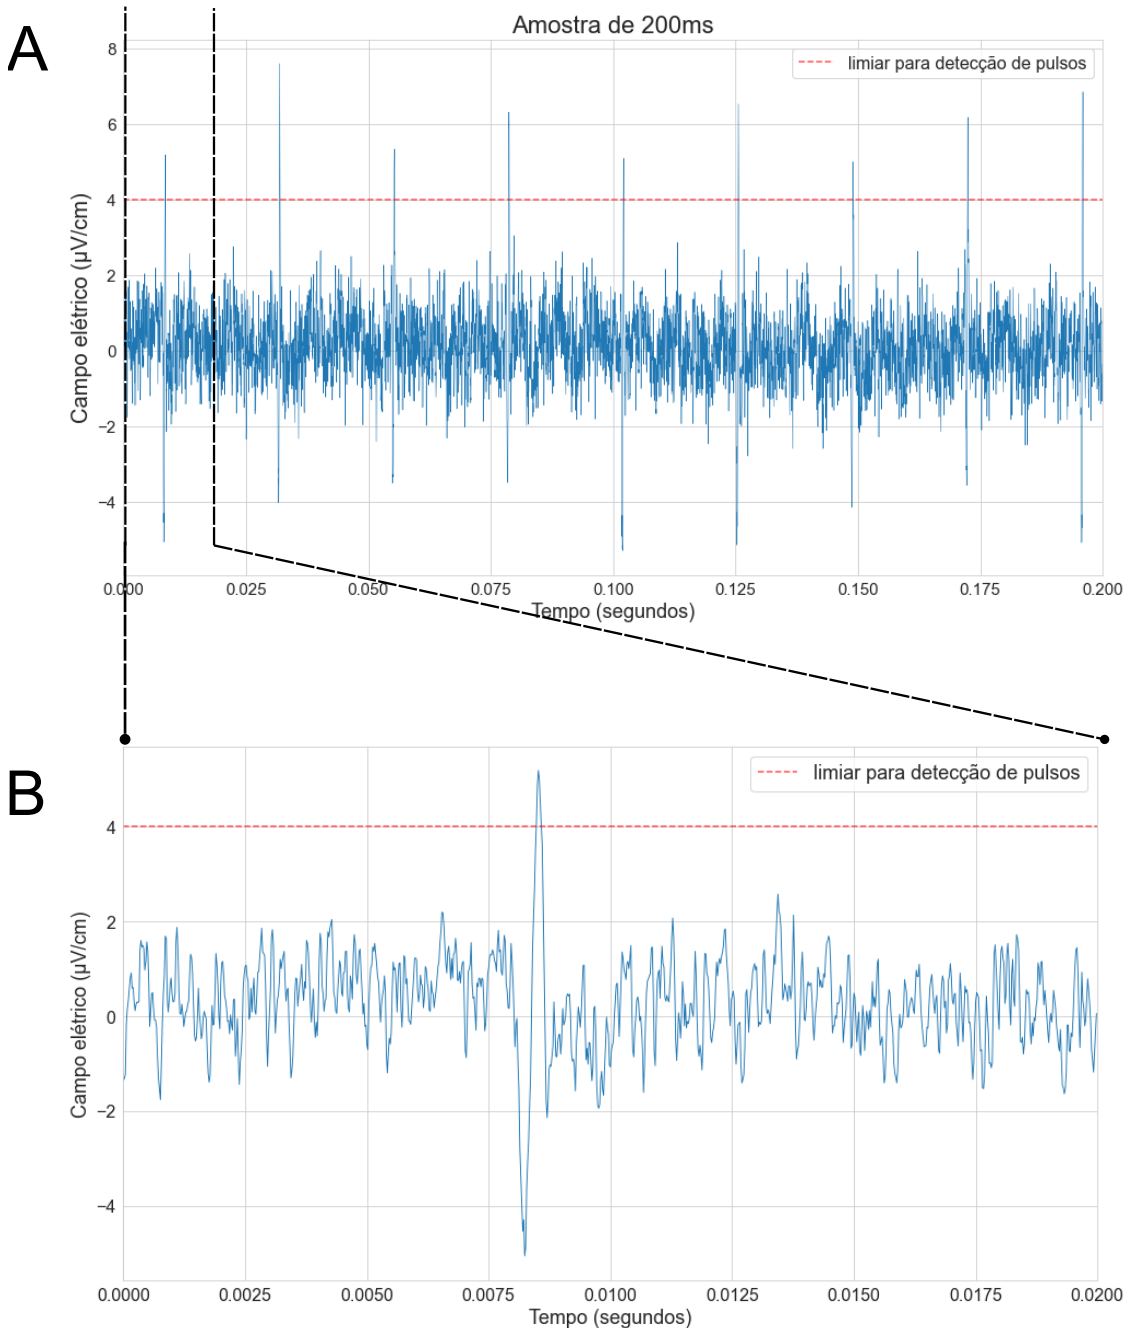 A
Amostra de 200ms
limiar para detecção de pulsos
Campo elétrico (µV/cm)
8
6
4
2
0
−2
−4
0.000 0.025 0.050 0.075 0.100 0.125 0.150 0.175 0.200
Tempo (segundos)
B
limiar para detecção de pulsos
Campo elétrico (µV/cm)
4
2
0
−2
−4
0.0000 0.0025 0.0050 0.0075 0.0100 0.0125 0.0150 0.0175 0.0200
Tempo (segundos)